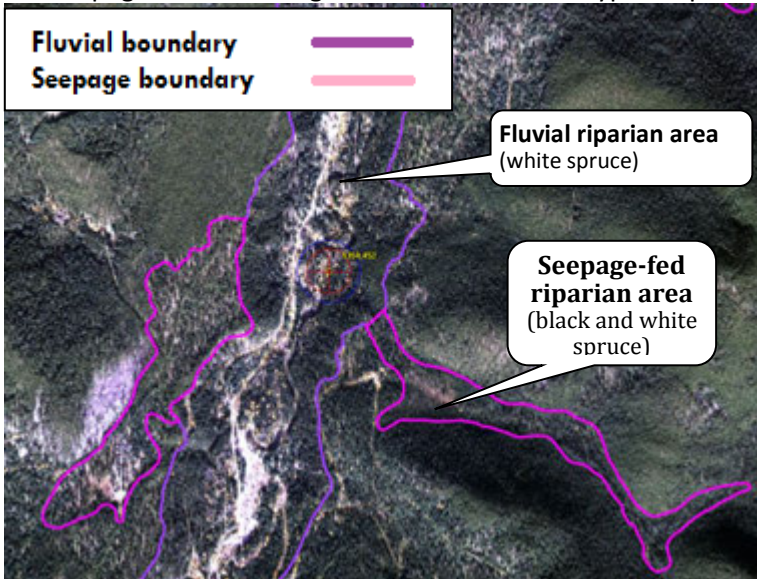 Fluvial boundary
Seepage boundary
Fluvial riparian area
(white spruce)
Seepage-fed
riparian area
(black and white
spruce)